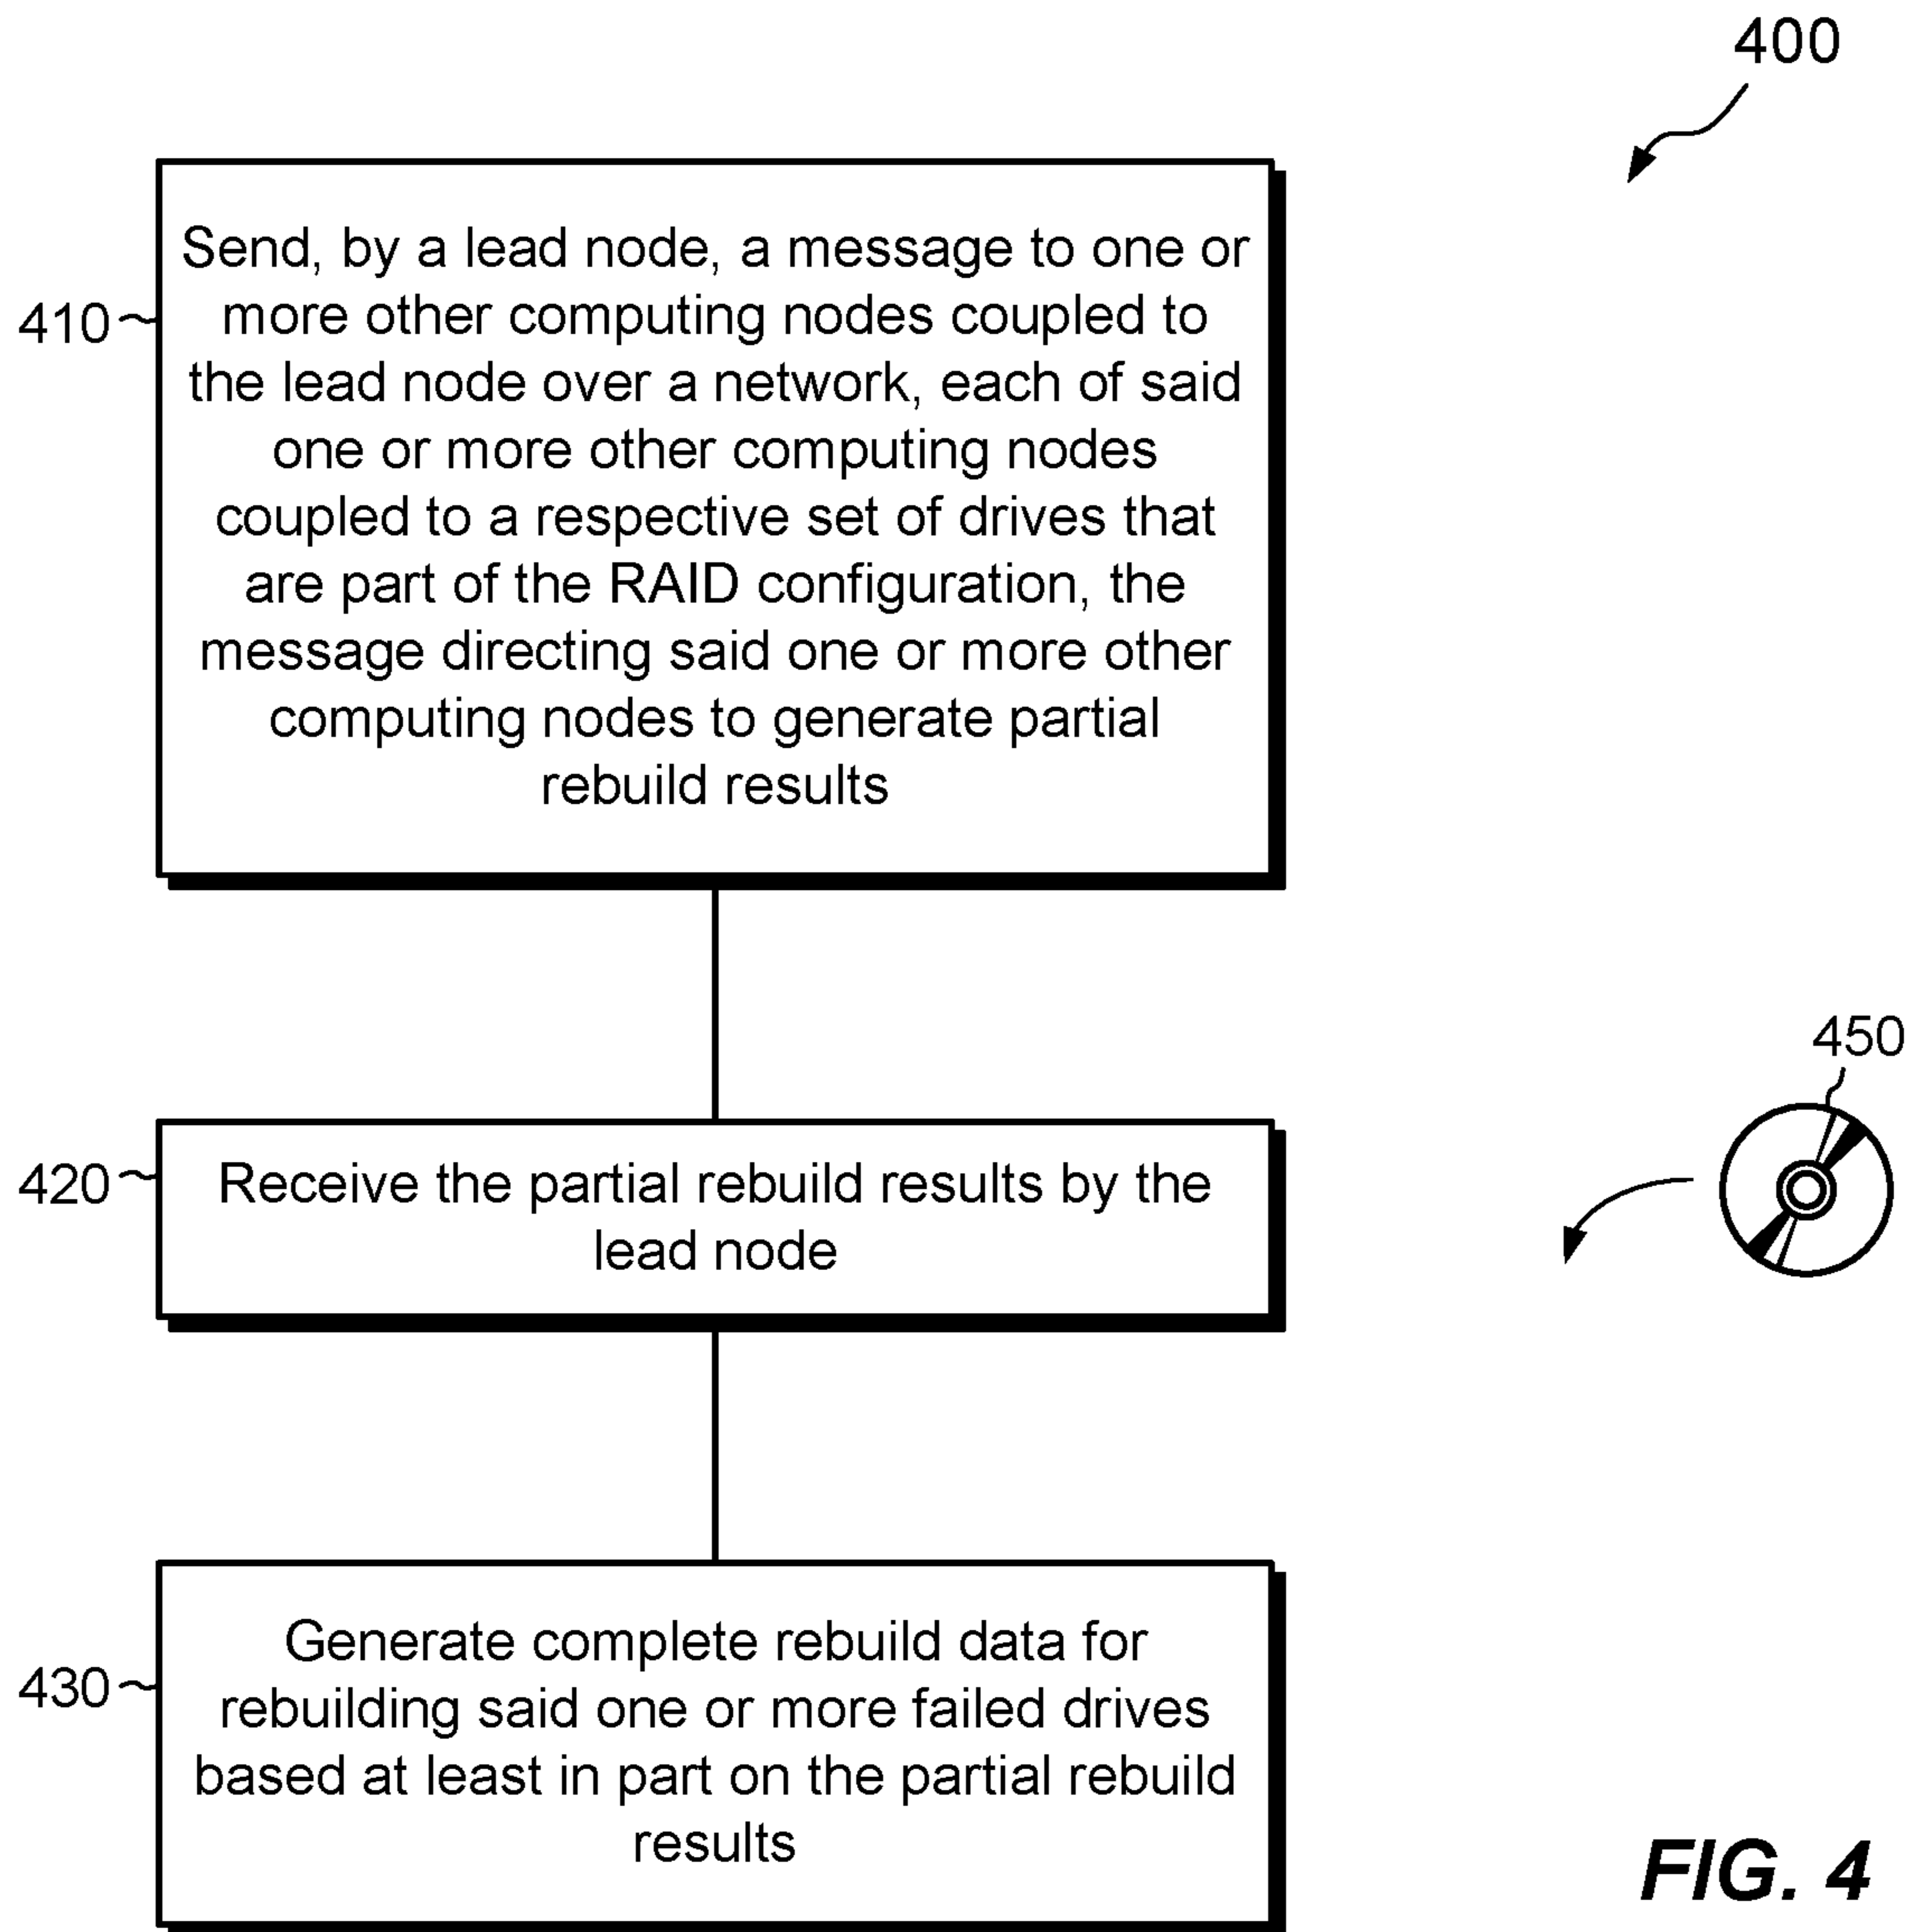 400
410
Send, by a lead node, a message to one or
more other computing nodes coupled to
the lead node over a network, each of said
one or more other computing nodes
coupled to a respective set of drives that
are part of the RAID configuration, the
message directing said one or more other
computing nodes to generate partial
rebuild results
450
420
Receive the partial rebuild results by the
lead node
430
Generate complete rebuild data for
rebuilding said one or more failed drives
based at least in part on the partial rebuild
results
FIG. 4